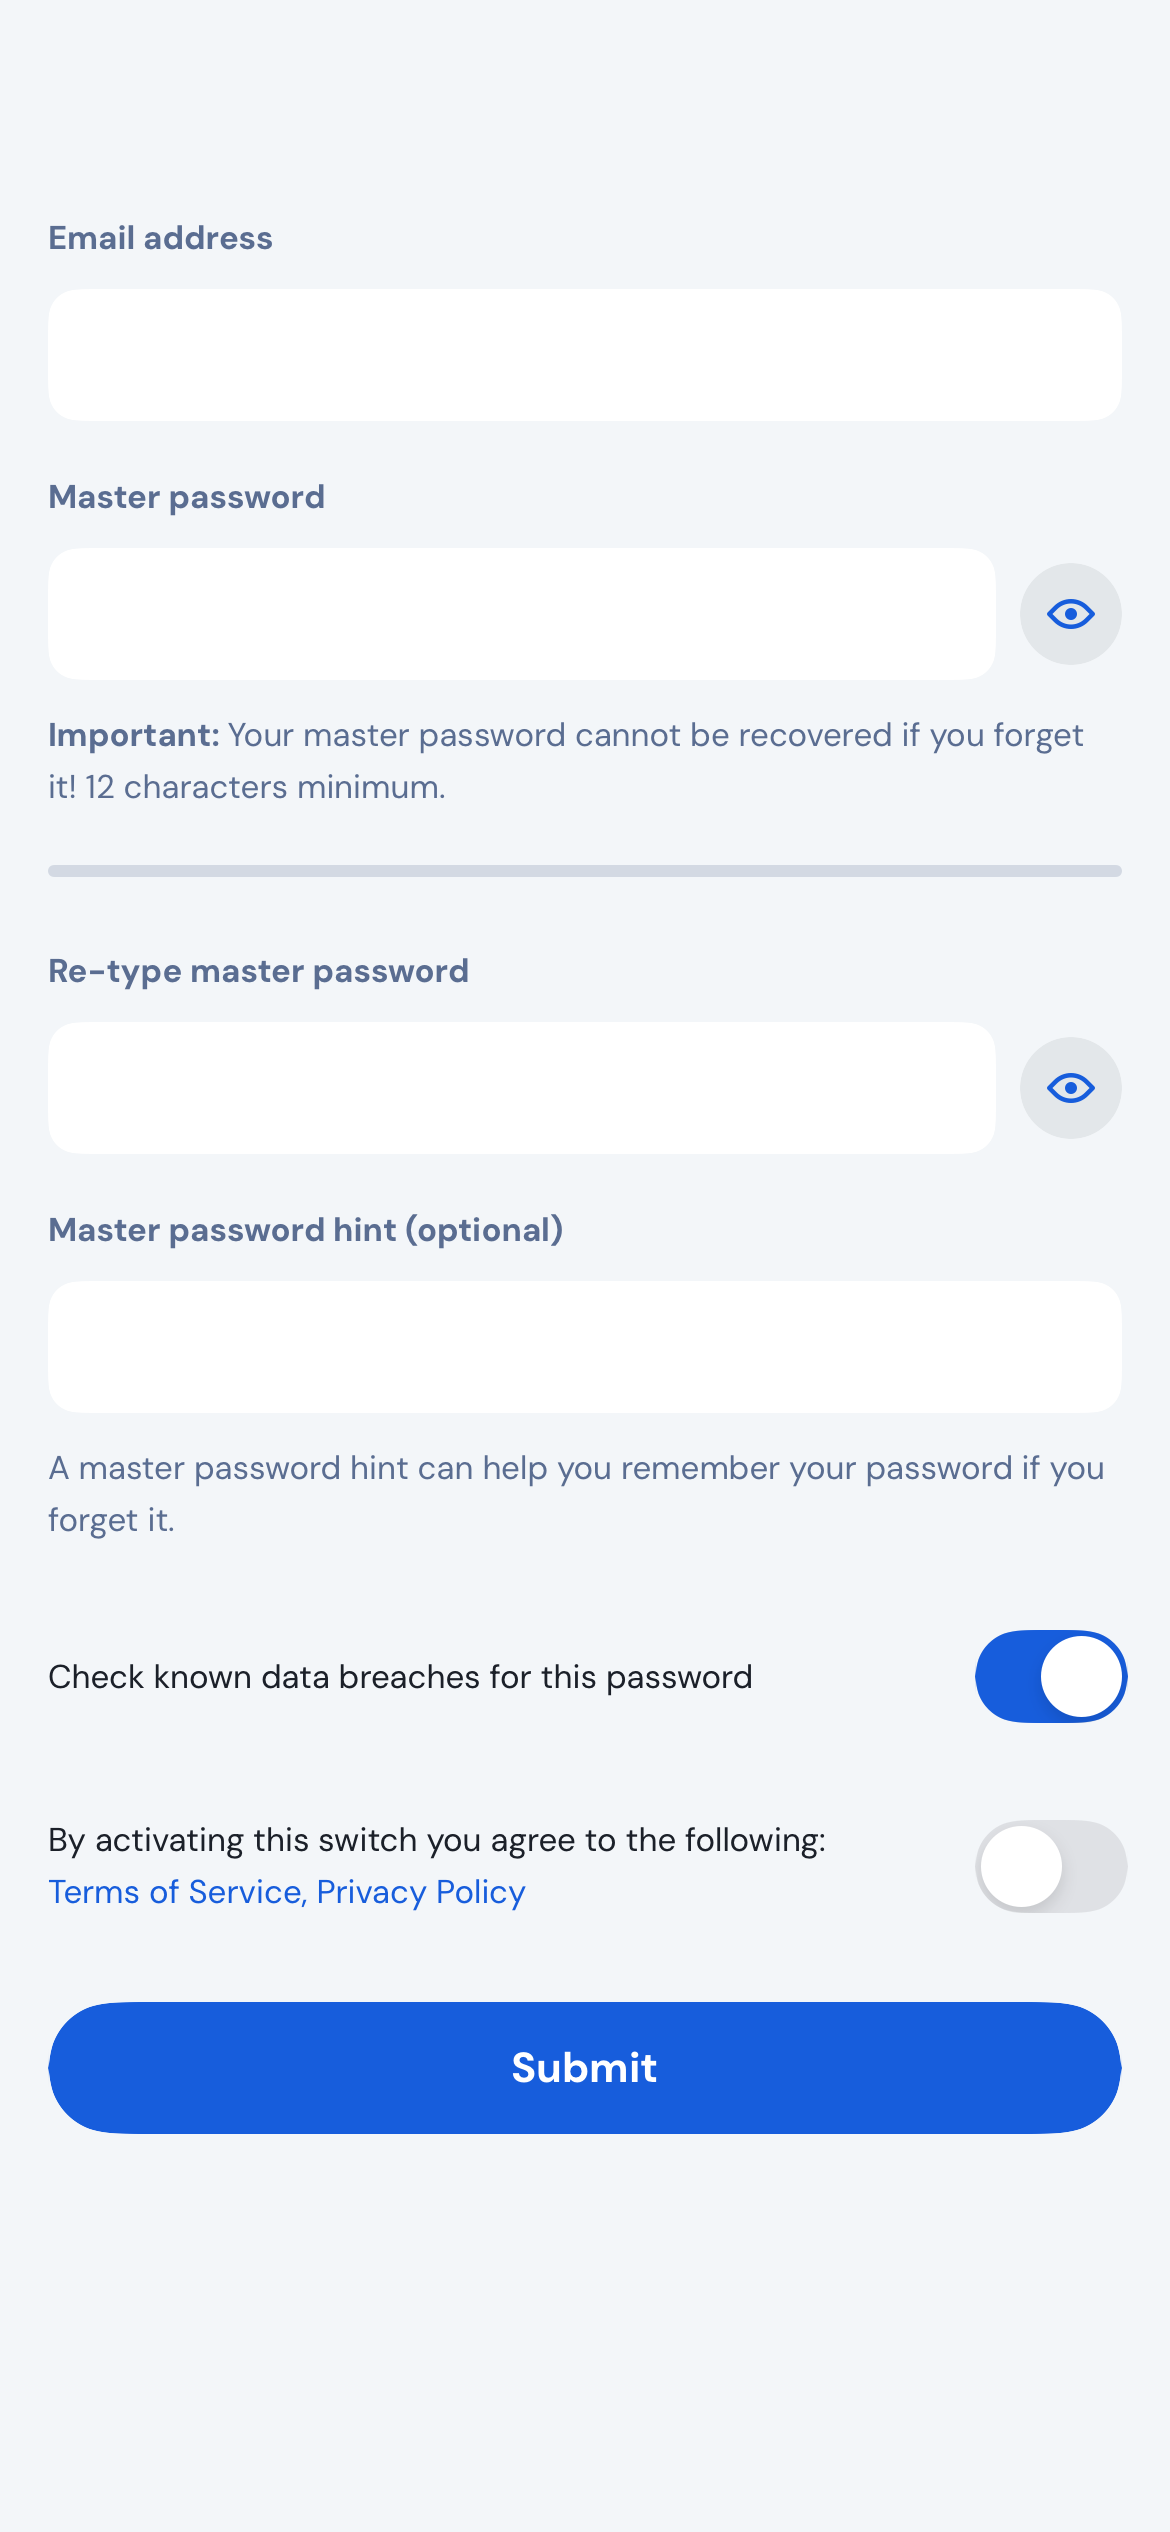 Email address
Master password
Important: Your master password cannot be recovered if you forget
it! 12 characters minimum.
Re-type master password
Master password hint (optional)
A master password hint can help you remember your password if you
forget it.
Check known data breaches for this password
By activating this switch you agree to the following:
Terms of Service, Privacy Policy
Submit